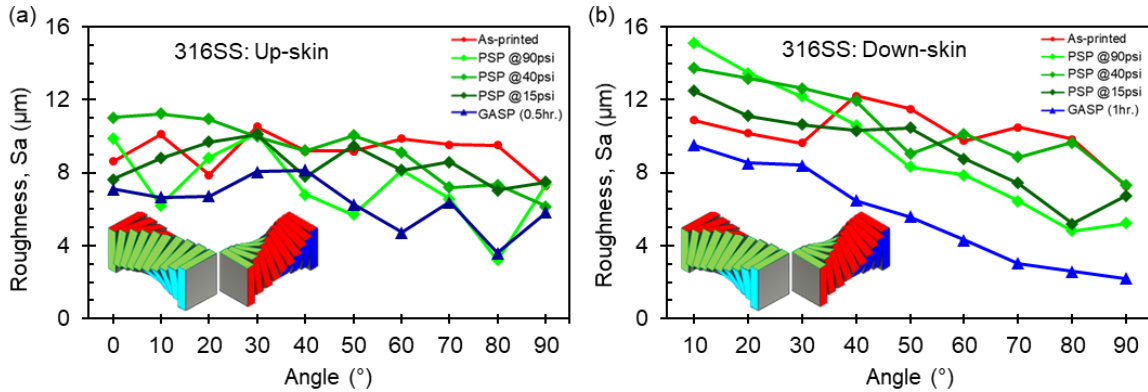 (a)
316SS: Up-skin
As-printed
PSP @90psi
PSP @40psi
PSP @15psi
GASP (0.5hr.)
Roughness, Sa (µm)
16
12
8
4
0
0 10 20 30 40 50 60 70 80 90
Angle (°)
(b)
316SS: Down-skin
As-printed
PSP @90psi
PSP @40psi
PSP @15psi
GASP (1hr.)
Roughness, Sa (µm)
16
12
8
4
0
10 20 30 40 50 60 70 80 90
Angle (°)